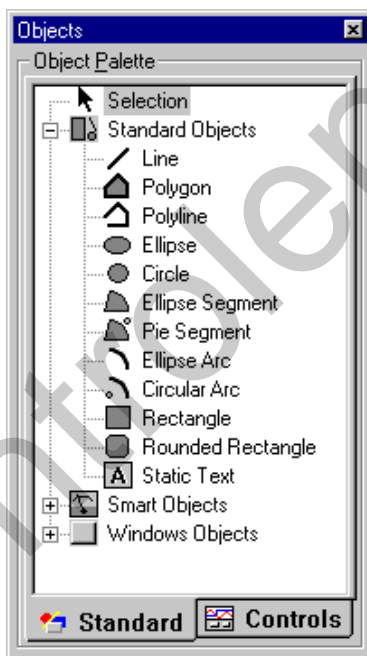 Objects
Object Palette
Selection
Standard Objects
Line
Polygon
Polyline
Ellipse
Circle
Ellipse Segment
Pie Segment
Ellipse Arc
Circular Arc
Rectangle
Rounded Rectangle
A Static Text
Smart Objects
Windows Objects
Standard Controls